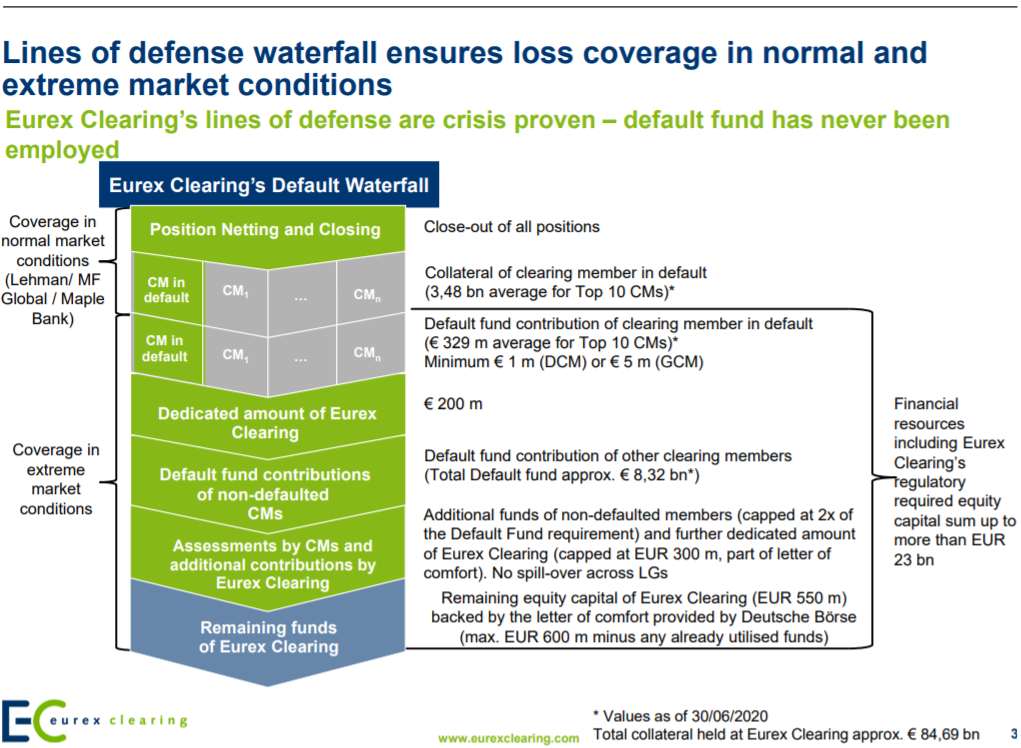 Lines of defense waterfall ensures loss coverage in normal and
extreme market conditions
Eurex Clearing's lines of defense are crisis proven – default fund has never been
employed
Eurex Clearing's Default Waterfall
Coverage in
normal market
conditions
(Lehman/ MF
Global / Maple
Bank)
Position Netting and Closing
Close-out of all positions
CM in
default
CM1
...
CMn
Collateral of clearing member in default
(3,48 bn average for Top 10 CMs)*
CM in
default
CM1
...
CMn
Default fund contribution of clearing member in default
(€ 329 m average for Top 10 CMs)*
Minimum € 1 m (DCM) or € 5 m (GCM)
Dedicated amount of Eurex
Clearing
€ 200 m
Coverage in
extreme
market
conditions
Default fund contributions
of non-defaulted
CMs
Default fund contribution of other clearing members
(Total Default fund approx. € 8,32 bn*)
Assessments by CMs and
additional contributions by
Eurex Clearing
Additional funds of non-defaulted members (capped at 2x of
the Default Fund requirement) and further dedicated amount
of Eurex Clearing (capped at EUR 300 m, part of letter of
comfort). No spill-over across LGs
Remaining funds
of Eurex Clearing
Remaining equity capital of Eurex Clearing (EUR 550 m)
backed by the letter of comfort provided by Deutsche Börse
(max. EUR 600 m minus any already utilised funds)
Financial
resources
including Eurex
Clearing's
regulatory
required equity
capital sum up to
more than EUR
23 bn
EC eurex clearing
www.eurexclearing.com
* Values as of 30/06/2020
Total collateral held at Eurex Clearing approx. € 84,69 bn
3